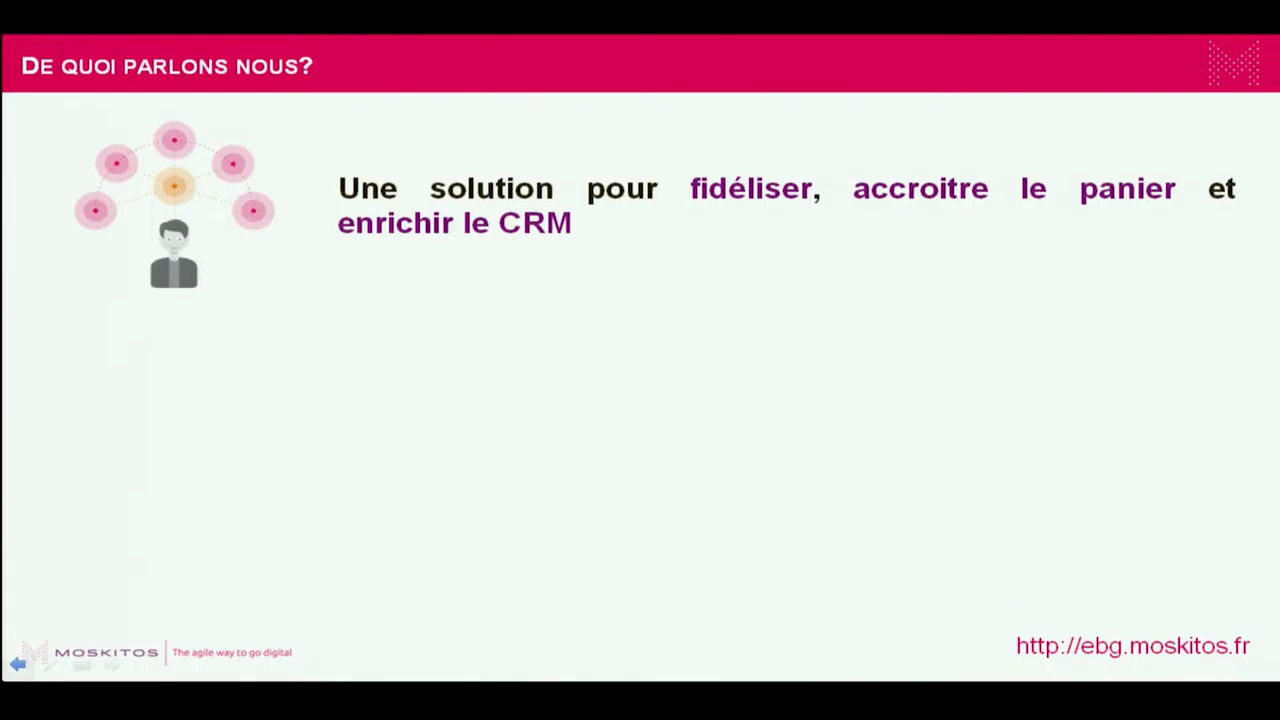 DE QUOI PARLONS NOUS?
Une solution pour fidéliser, accroitre le panier et
enrichir le CRM
MOSKITOS The agile way to go digital
http://ebg.moskitos.fr